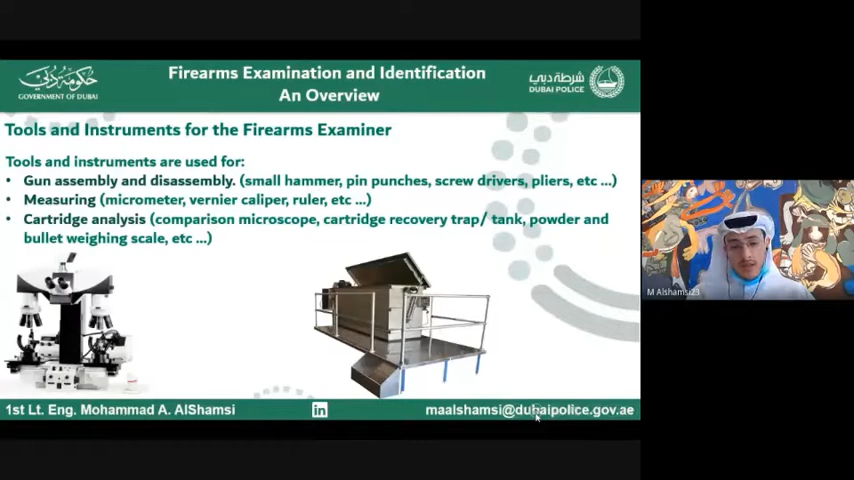 حكومة دبي
GOVERNMENT OF DUBAI
Firearms Examination and Identification
An Overview
شرطة دبي
DUBAI POLICE
Tools and Instruments for the Firearms Examiner
Tools and instruments are used for:
• Gun assembly and disassembly. (small hammer, pin punches, screw drivers, pliers, etc ...)
• Measuring (micrometer, vernier caliper, ruler, etc ...)
• Cartridge analysis (comparison microscope, cartridge recovery trap/ tank, powder and
bullet weighing scale, etc ...)
M Alshamsi23
1st Lt. Eng. Mohammad A. AlShamsi
in
maalshamsi@dubaipolice.gov.ae